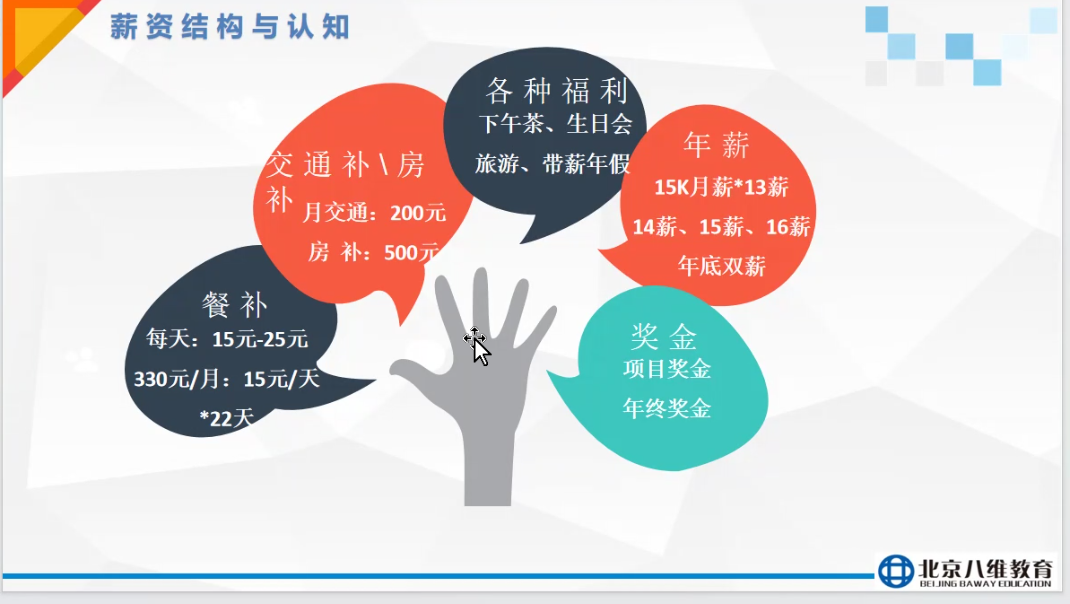 薪资结构与认知
各种福利
下午茶、生日会
旅游、带薪年假
交通补\房
补
月交通：200元
房 补：500元
年薪
15K月薪*13薪
14薪、15薪、16薪
年底双薪
餐补
每天：15元-25元
330元/月：15元/天
*22天
奖金
项目奖金
年终奖金
北京八维教育
BEIJING BAWAY EDUCATION